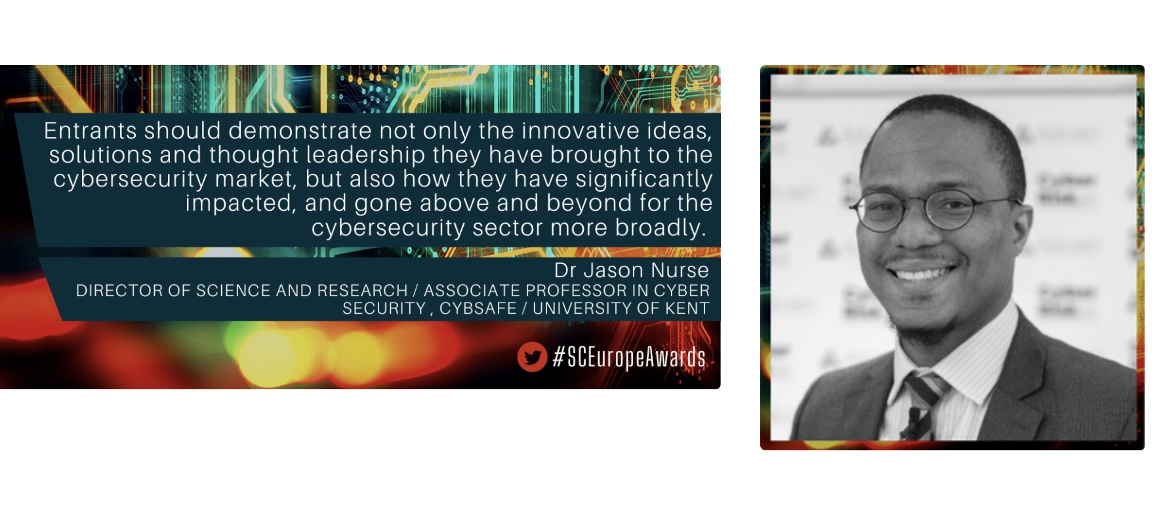 Entrants should demonstrate not only the innovative ideas,
solutions and thought leadership they have brought to the
cybersecurity market, but also how they have significantly
impacted, and gone above and beyond for the
cybersecurity sector more broadly.
Dr Jason Nurse
DIRECTOR OF SCIENCE AND RESEARCH / ASSOCIATE PROFESSOR IN CYBER
SECURITY , CYBSAFE / UNIVERSITY OF KENT
#SCEuropeAwards